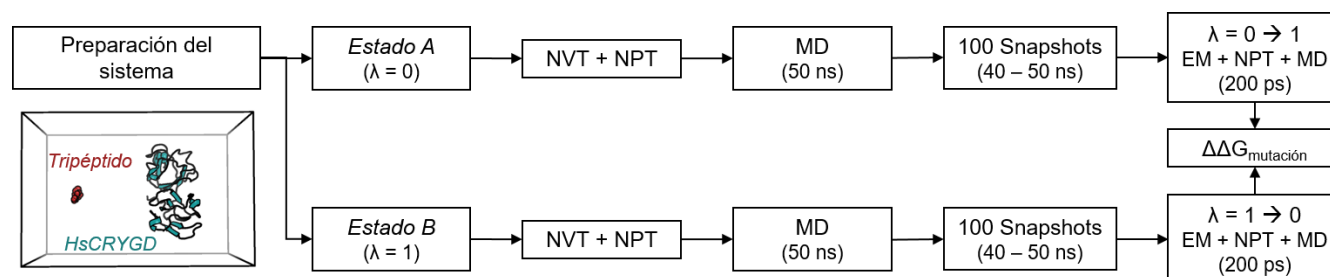 Preparación del
sistema
Estado A
(λ = 0)
NVT + NPT
MD
(50 ns)
100 Snapshots
(40 – 50 ns)
λ = 0 → 1
EM + NPT + MD
(200 ps)
Tripéptido
HsCRYGD
ΔΔGmutación
Estado B
(λ = 1)
NVT + NPT
MD
(50 ns)
100 Snapshots
(40 – 50 ns)
λ = 1 → 0
EM + NPT + MD
(200 ps)